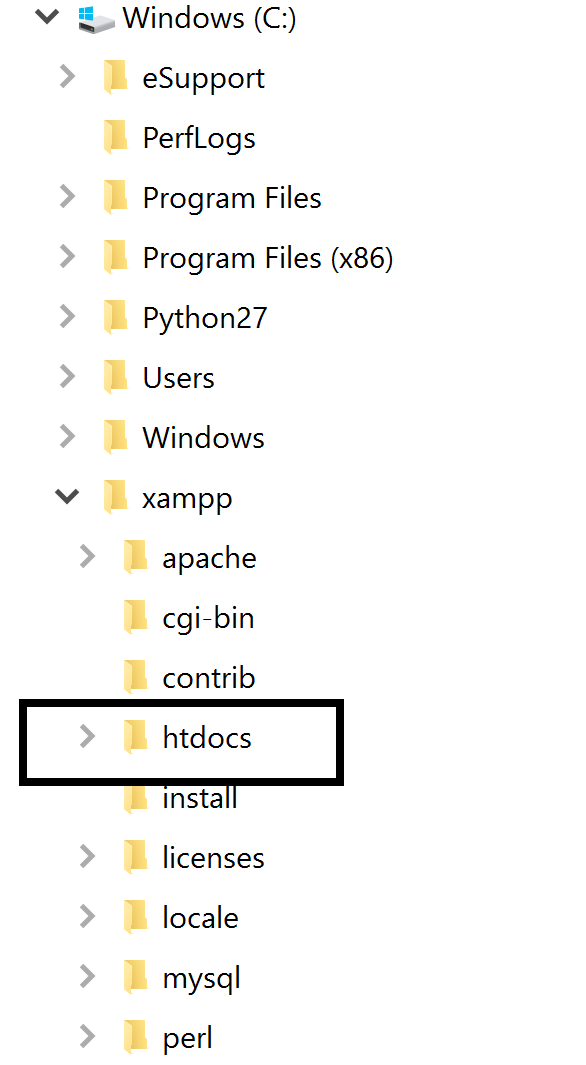 Windows (C:)
eSupport
PerfLogs
Program Files
Program Files (x86)
Python27
Users
Windows
xampp
apache
cgi-bin
contrib
htdocs
install
licenses
locale
mysql
perl